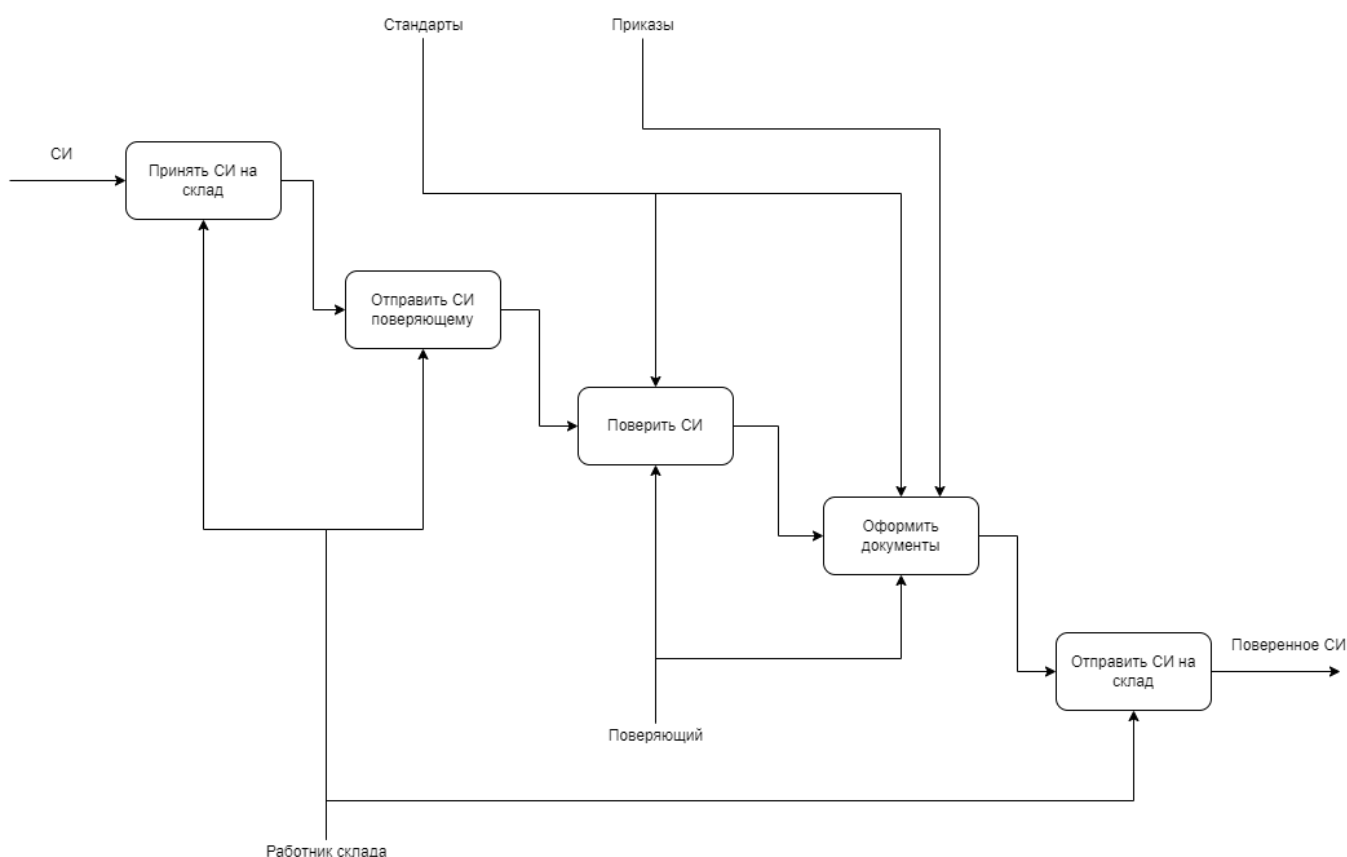 Стандарты
Приказы
СИ
Принять СИ на
склад
Отправить СИ
поверяющему
Поверить СИ
Оформить
документы
Отправить СИ на
склад
Поверенное СИ
Поверяющий
Работник склада